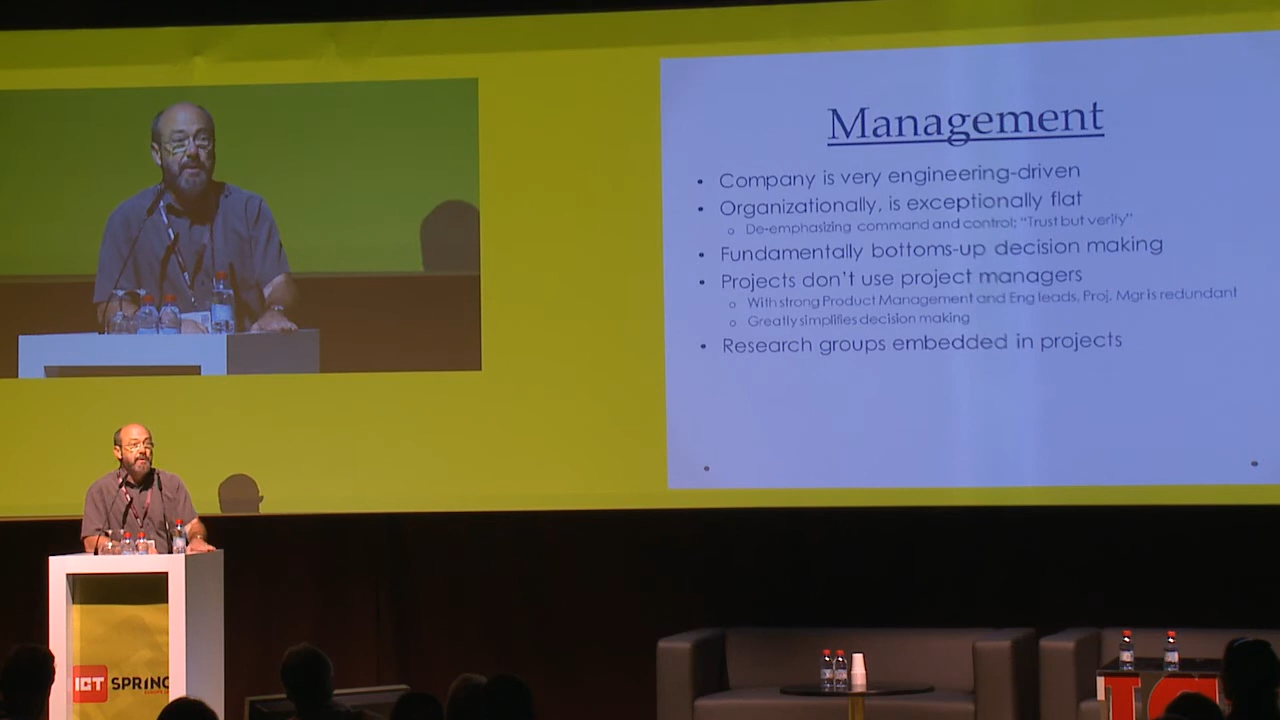 Management
• Company is very engineering-driven
• Organizationally, is exceptionally flat
o De-emphasizing command and control; “Trust but verify”
• Fundamentally bottoms-up decision making
• Projects don’t use project managers
o With strong Product Management and Eng leads, Proj. Mgr is redundant
o Greatly simplifies decision making
• Research groups embedded in projects
ICT SPRING